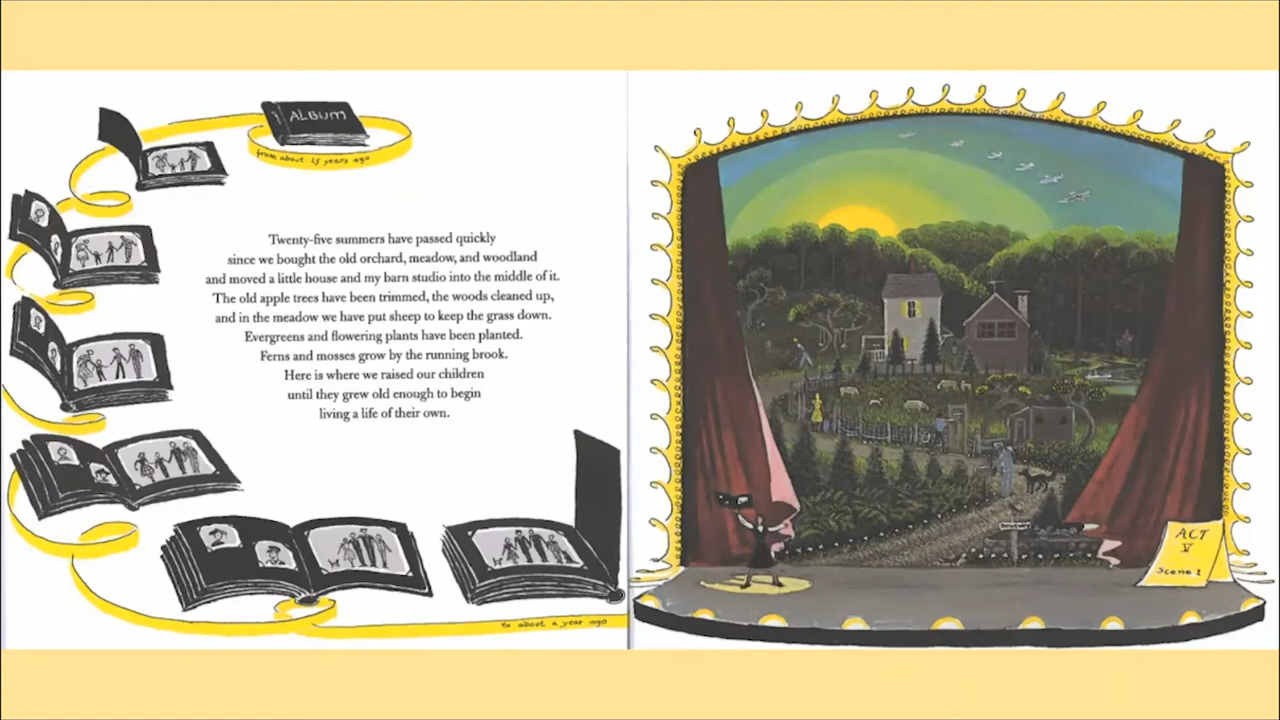 ALBUM
from about 25 years ago
Twenty-five summers have passed quickly
since we bought the old orchard, meadow, and woodland
and moved a little house and my barn studio into the middle of it.
The old apple trees have been trimmed, the woods cleaned up,
and in the meadow we have put sheep to keep the grass down.
Evergreens and flowering plants have been planted.
Ferns and mosses grow by the running brook.
Here is where we raised our children
until they grew old enough to begin
living a life of their own.
to about a year ago
ACT
V
Scene 1